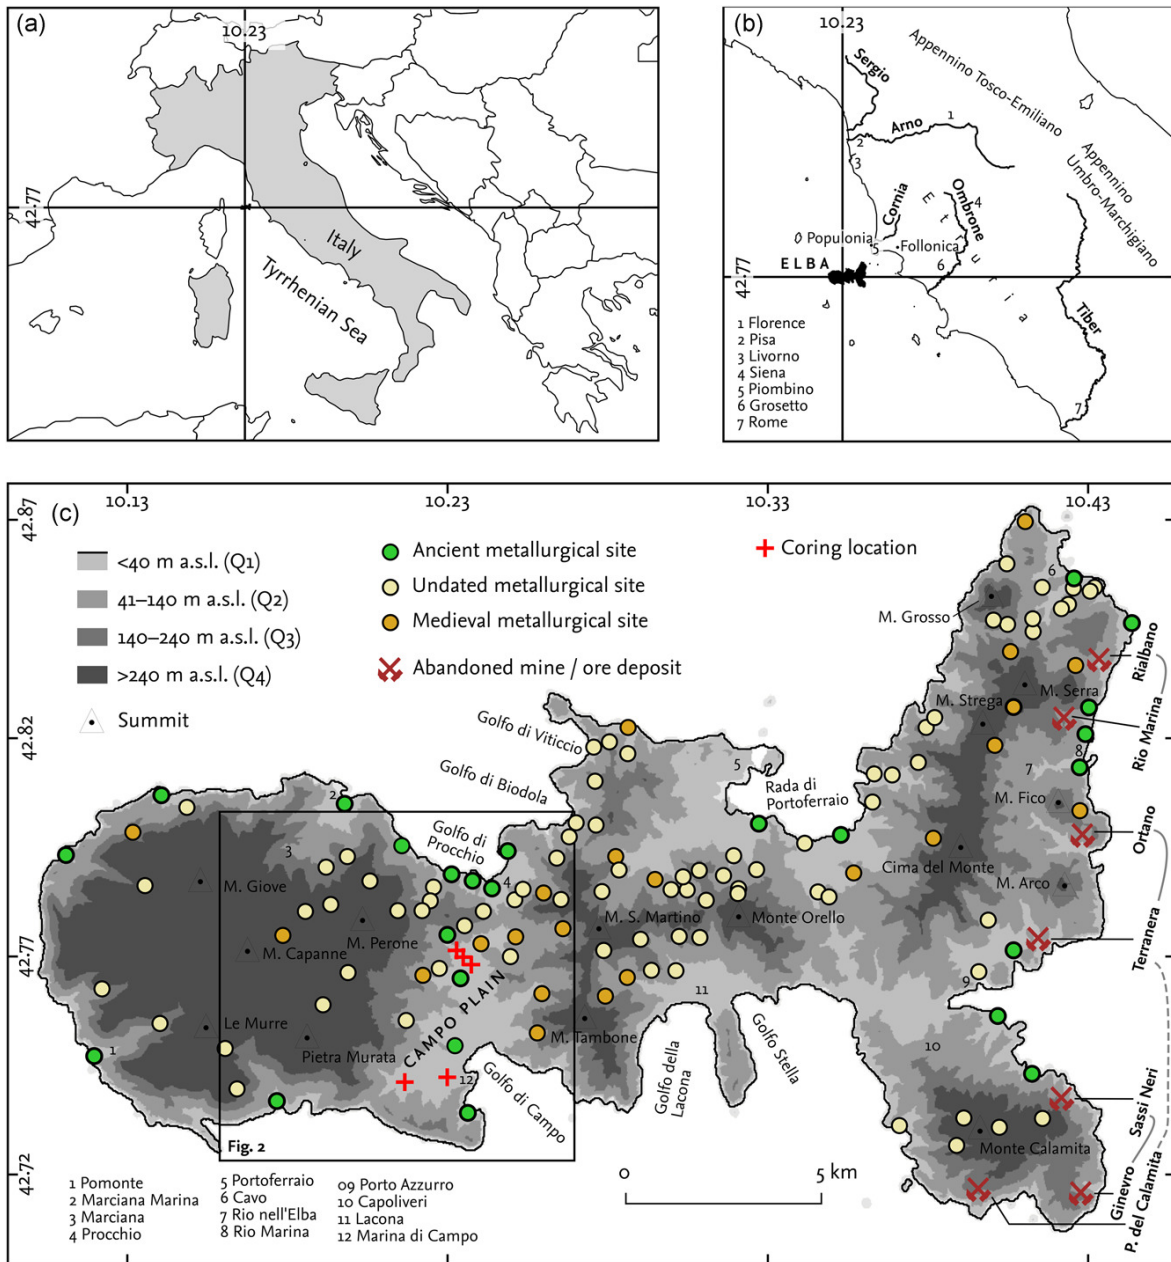 (a)
10.23
42.77
Italy
Tyrrhenian Sea
(b)
10.23
42.77
Sergio
Appennino Tosco-Emiliano
Appennino
Umbro-Marchigiano
Arno
1
2
3
Cornia
Etruria
Ombrone
4
Populonia
5
Follonica
ELBA
6
Tiber
7
1 Florence
2 Pisa
3 Livorno
4 Siena
5 Piombino
6 Grosseto
7 Rome
(c)
10.13
10.23
10.33
10.43
42.87
42.82
42.77
42.72
<40 m a.s.l. (Q1)
41–140 m a.s.l. (Q2)
140–240 m a.s.l. (Q3)
>240 m a.s.l. (Q4)
Summit
Ancient metallurgical site
Undated metallurgical site
Medieval metallurgical site
Abandoned mine / ore deposit
Coring location
6
M. Grosso
Rialbano
M. Serra
M. Strega
Rio Marina
Golfo di Viticcio
5
8
7
Golfo di Biodola
Rada di
Portoferraio
M. Fico
Ortano
2
Golfo di
Procchio
3
Cima del Monte
4
M. Giove
M. Arco
M. Perone
M. S. Martino
Monte Orello
M. Capanne
Terranera
9
11
CAMPO PLAIN
Le Murre
Pietra Murata
M. Tambone
1
10
12
Golfo di Campo
Golfo della
Lacona
Golfo Stella
Sassi Neri
Monte Calamita
Ginevro
P. del Calamita
Fig. 2
0
5 km
1 Pomonte
2 Marciana Marina
3 Marciana
4 Procchio
5 Portoferraio
6 Cavo
7 Rio nell'Elba
8 Rio Marina
09 Porto Azzurro
10 Capoliveri
11 Lacona
12 Marina di Campo